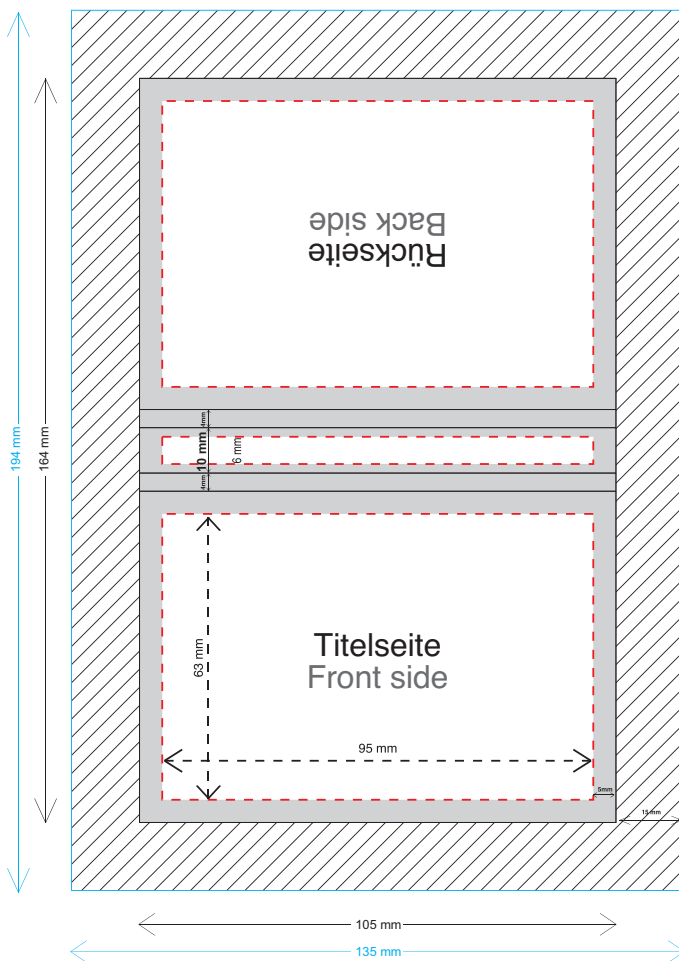 Rückseite
Back side
4mm
10 mm
6 mm
4mm
194 mm
164 mm
63 mm
Titelseite
Front side
95 mm
5mm
15 mm
105 mm
135 mm